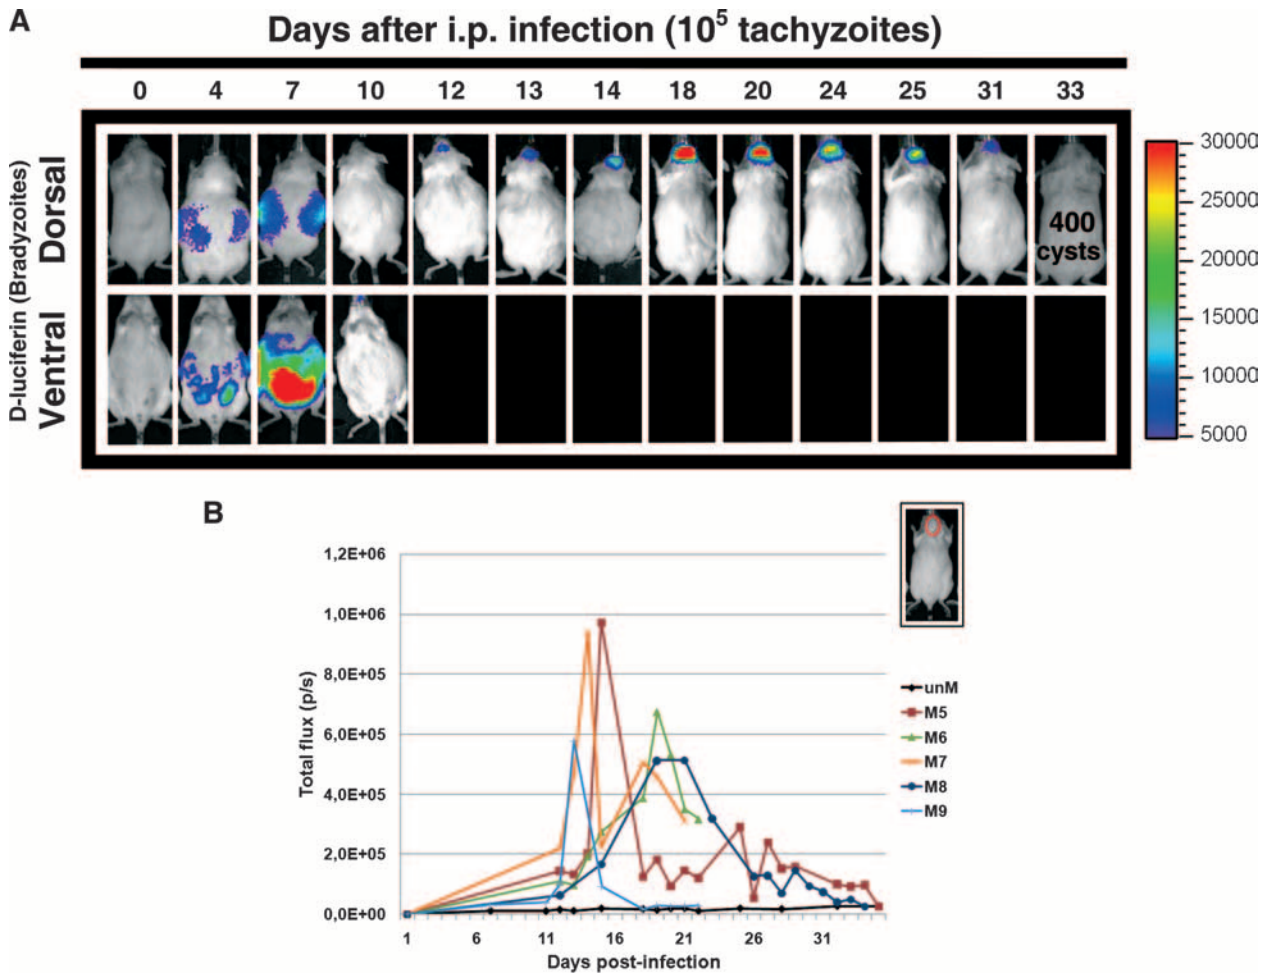 A
Days after i.p. infection (10⁵ tachyzoites)
0 4 7 10 12 13 14 18 20 24 25 31 33
D-luciferin (Bradyzoites)
Dorsal
Ventral
400
cysts
30000
25000
20000
15000
10000
5000
B
1,2E+06
1,0E+06
8,0E+05
6,0E+05
4,0E+05
2,0E+05
0,0E+00
Total flux (p/s)
1 6 11 16 21 26 31
Days post-infection
unM
M5
M6
M7
M8
M9